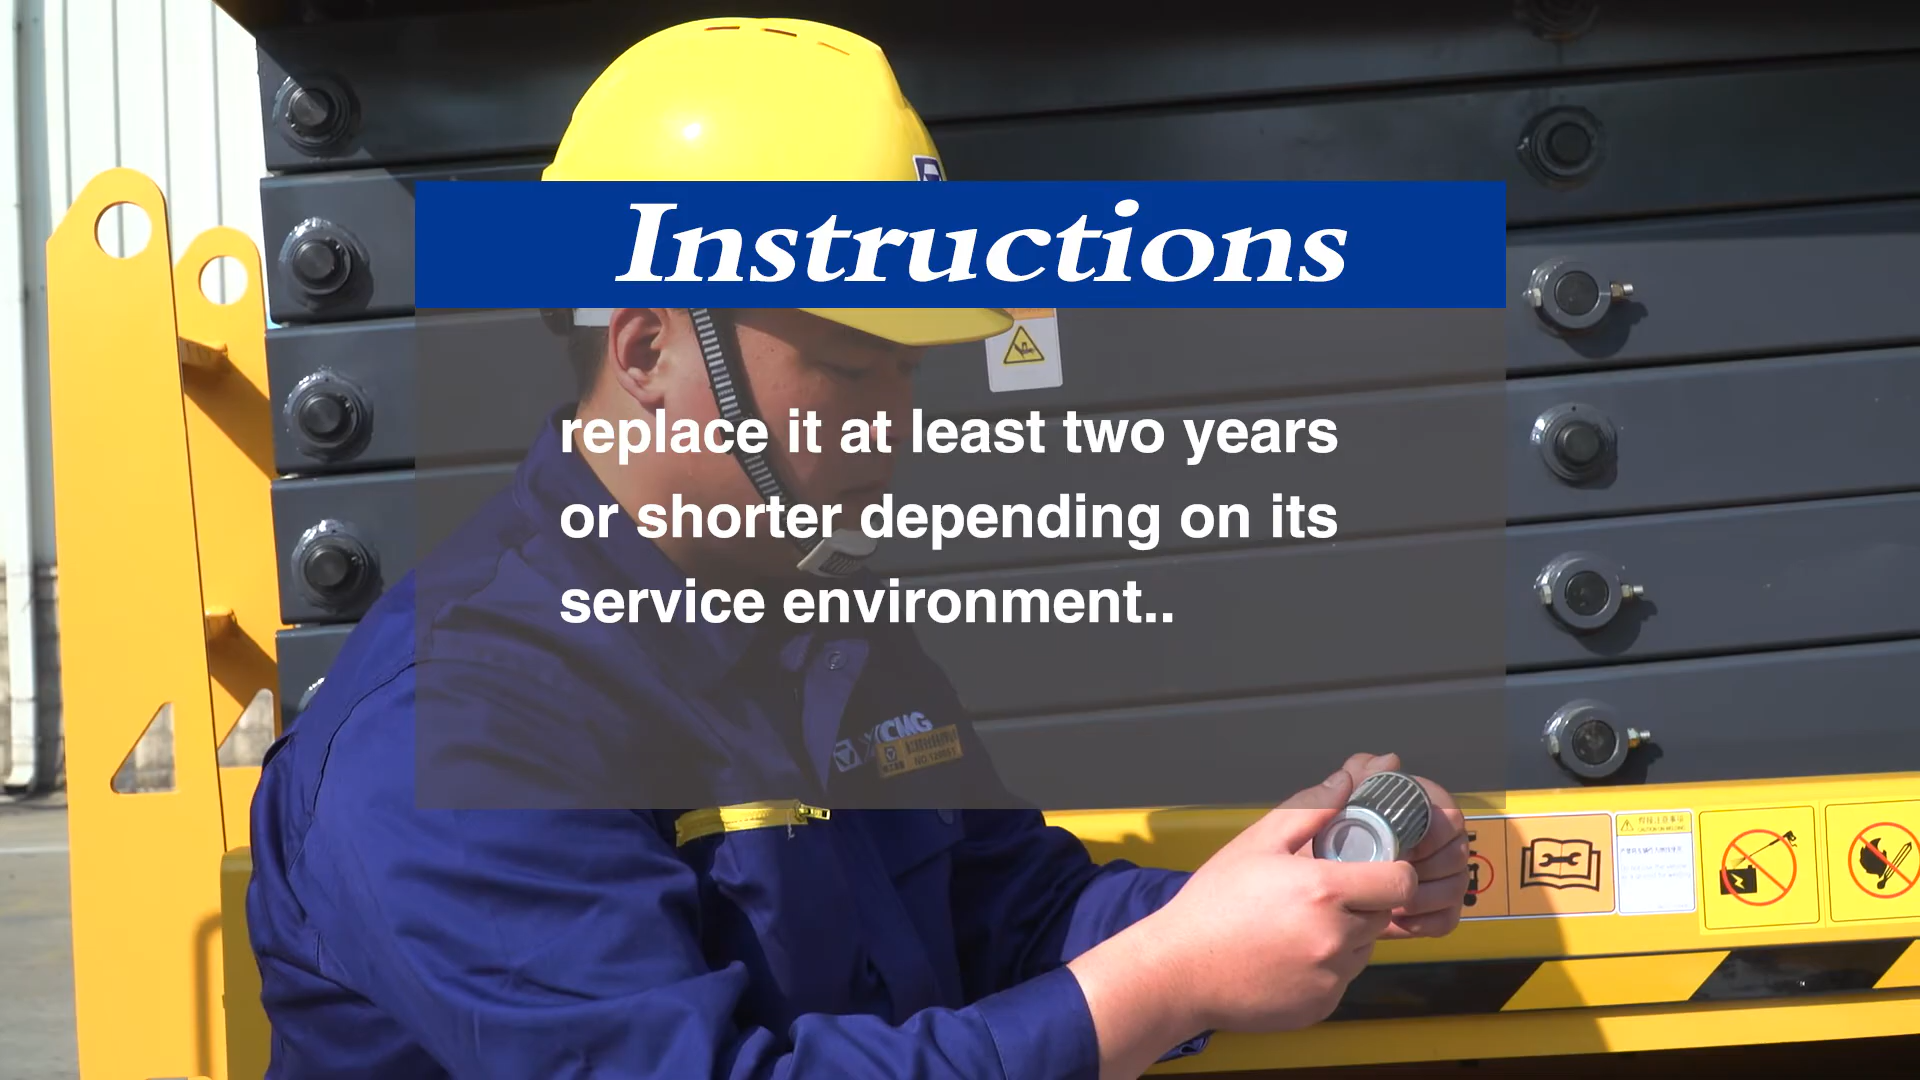 Instructions
replace it at least two years
or shorter depending on its
service environment..
XCMG